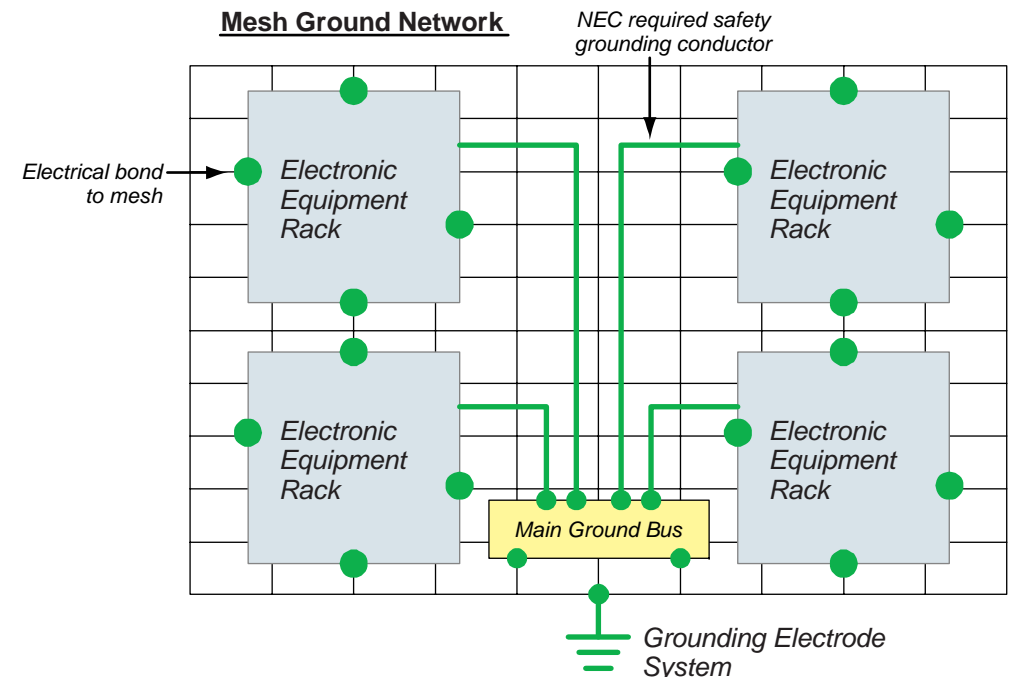 Mesh Ground Network
NEC required safety
grounding conductor
Electrical bond
to mesh
Electronic
Equipment
Rack
Electronic
Equipment
Rack
Electronic
Equipment
Rack
Electronic
Equipment
Rack
Main Ground Bus
Grounding Electrode
System